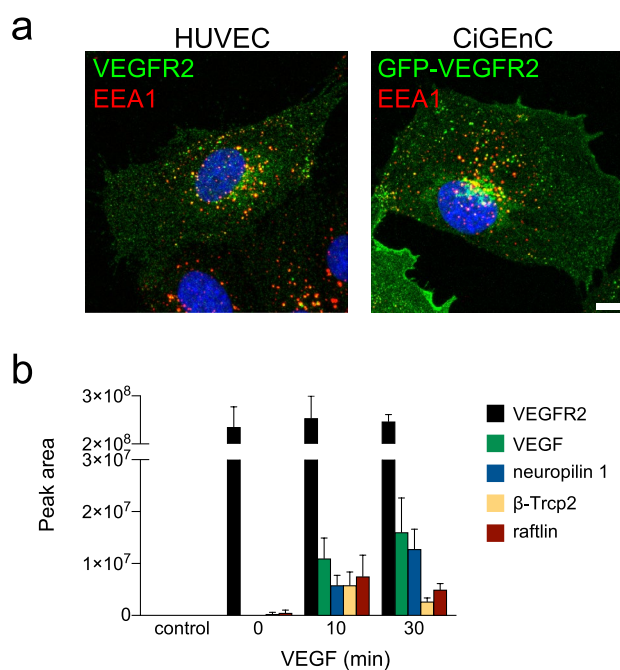 a
HUVEC
CiGEnC
VEGFR2
EEA1
GFP-VEGFR2
EEA1
b
Peak area
3×10⁸
2×10⁸
3×10⁷
2×10⁷
1×10⁷
0
control
0
10
30
VEGF (min)
VEGFR2
VEGF
neuropilin 1
β-Trcp2
raftlin